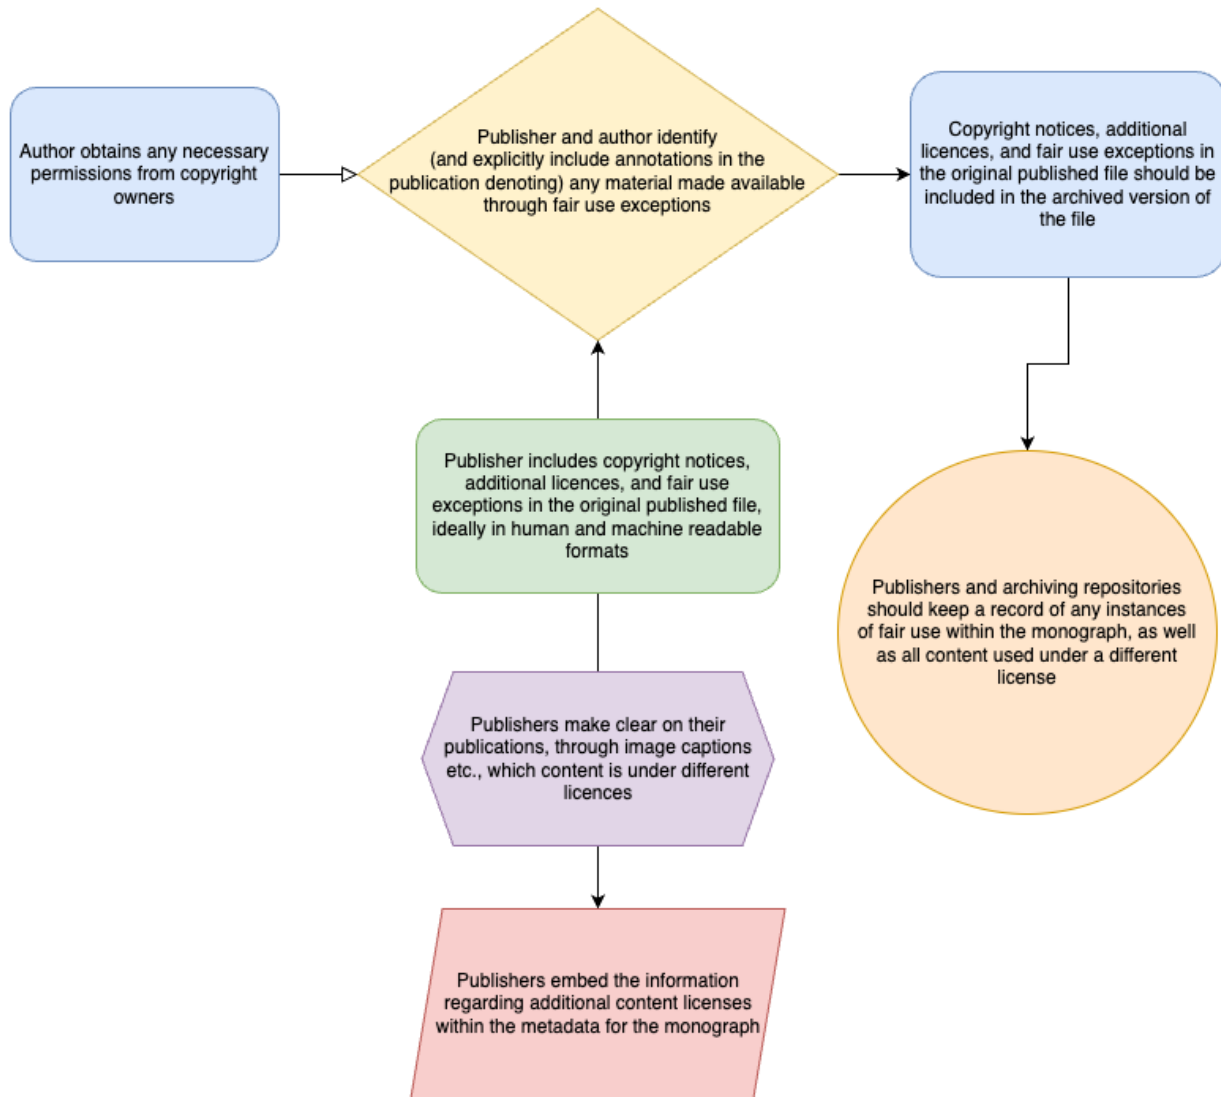 Author obtains any necessary
permissions from copyright
owners
Publisher and author identify
(and explicitly include annotations in the
publication denoting) any material made available
through fair use exceptions
Copyright notices, additional
licences, and fair use exceptions in
the original published file should be
included in the archived version of
the file
Publisher includes copyright notices,
additional licences, and fair use
exceptions in the original published file,
ideally in human and machine readable
formats
Publishers and archiving repositories
should keep a record of any instances
of fair use within the monograph, as well
as all content used under a different
license
Publishers make clear on their
publications, through image captions
etc., which content is under different
licences
Publishers embed the information
regarding additional content licenses
within the metadata for the monograph